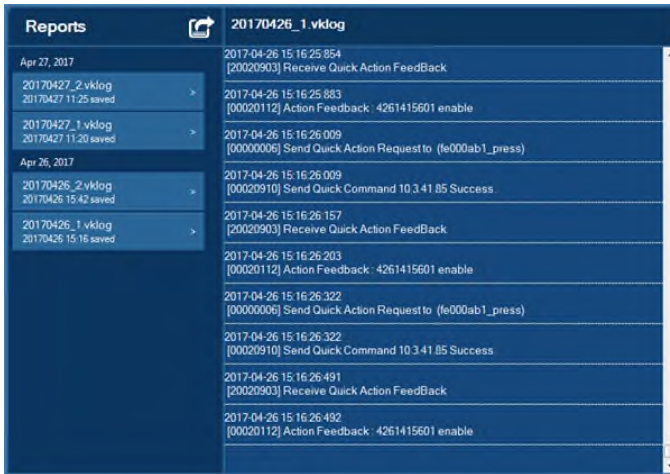 Reports
Apr 27, 2017
20170427_2.vklog
20170427 11:25 saved
>
20170427_1.vklog
20170427 11:20 saved
>
Apr 26, 2017
20170426_2.vklog
20170426 15:42 saved
>
20170426_1.vklog
20170426 15:16 saved
>
20170426_1.vklog
2017-04-26 15:16:25:854
[20020903] Receive Quick Action FeedBack
2017-04-26 15:16:25:883
[00020112] Action Feedback : 4261415601 enable
2017-04-26 15:16:26:009
[00000006] Send Quick Action Request to (fe000ab1_press)
2017-04-26 15:16:26:009
[00020910] Send Quick Command 10.3.41.85 Success
2017-04-26 15:16:26:157
[20020903] Receive Quick Action FeedBack
2017-04-26 15:16:26:203
[00020112] Action Feedback : 4261415601 enable
2017-04-26 15:16:26:322
[00000006] Send Quick Action Request to (fe000ab1_press)
2017-04-26 15:16:26:322
[00020910] Send Quick Command 10.3.41.85 Success
2017-04-26 15:16:26:491
[20020903] Receive Quick Action FeedBack
2017-04-26 15:16:26:492
[00020112] Action Feedback : 4261415601 enable